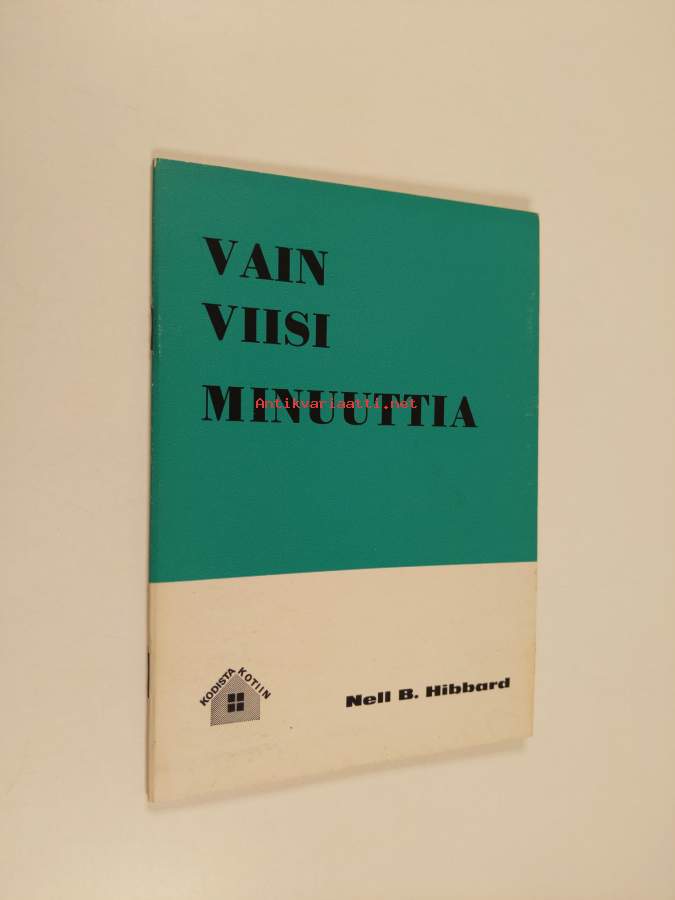 VAIN
VIISI
MINUUTTIA
Antikvariaatti.net
KODISTA KOTIIN
Nell B. Hibbard